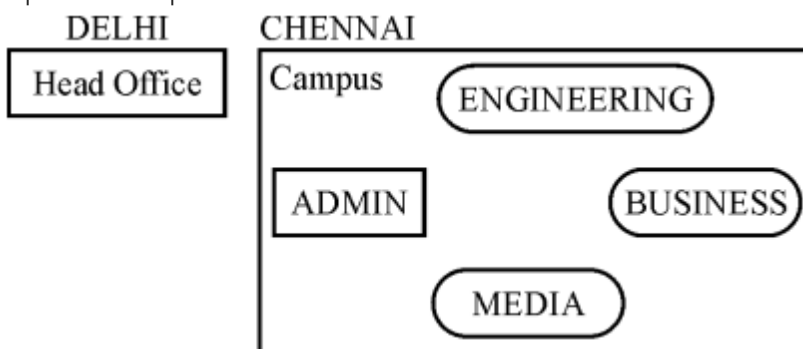 DELHI
CHENNAI
Head Office
Campus
ENGINEERING
ADMIN
BUSINESS
MEDIA